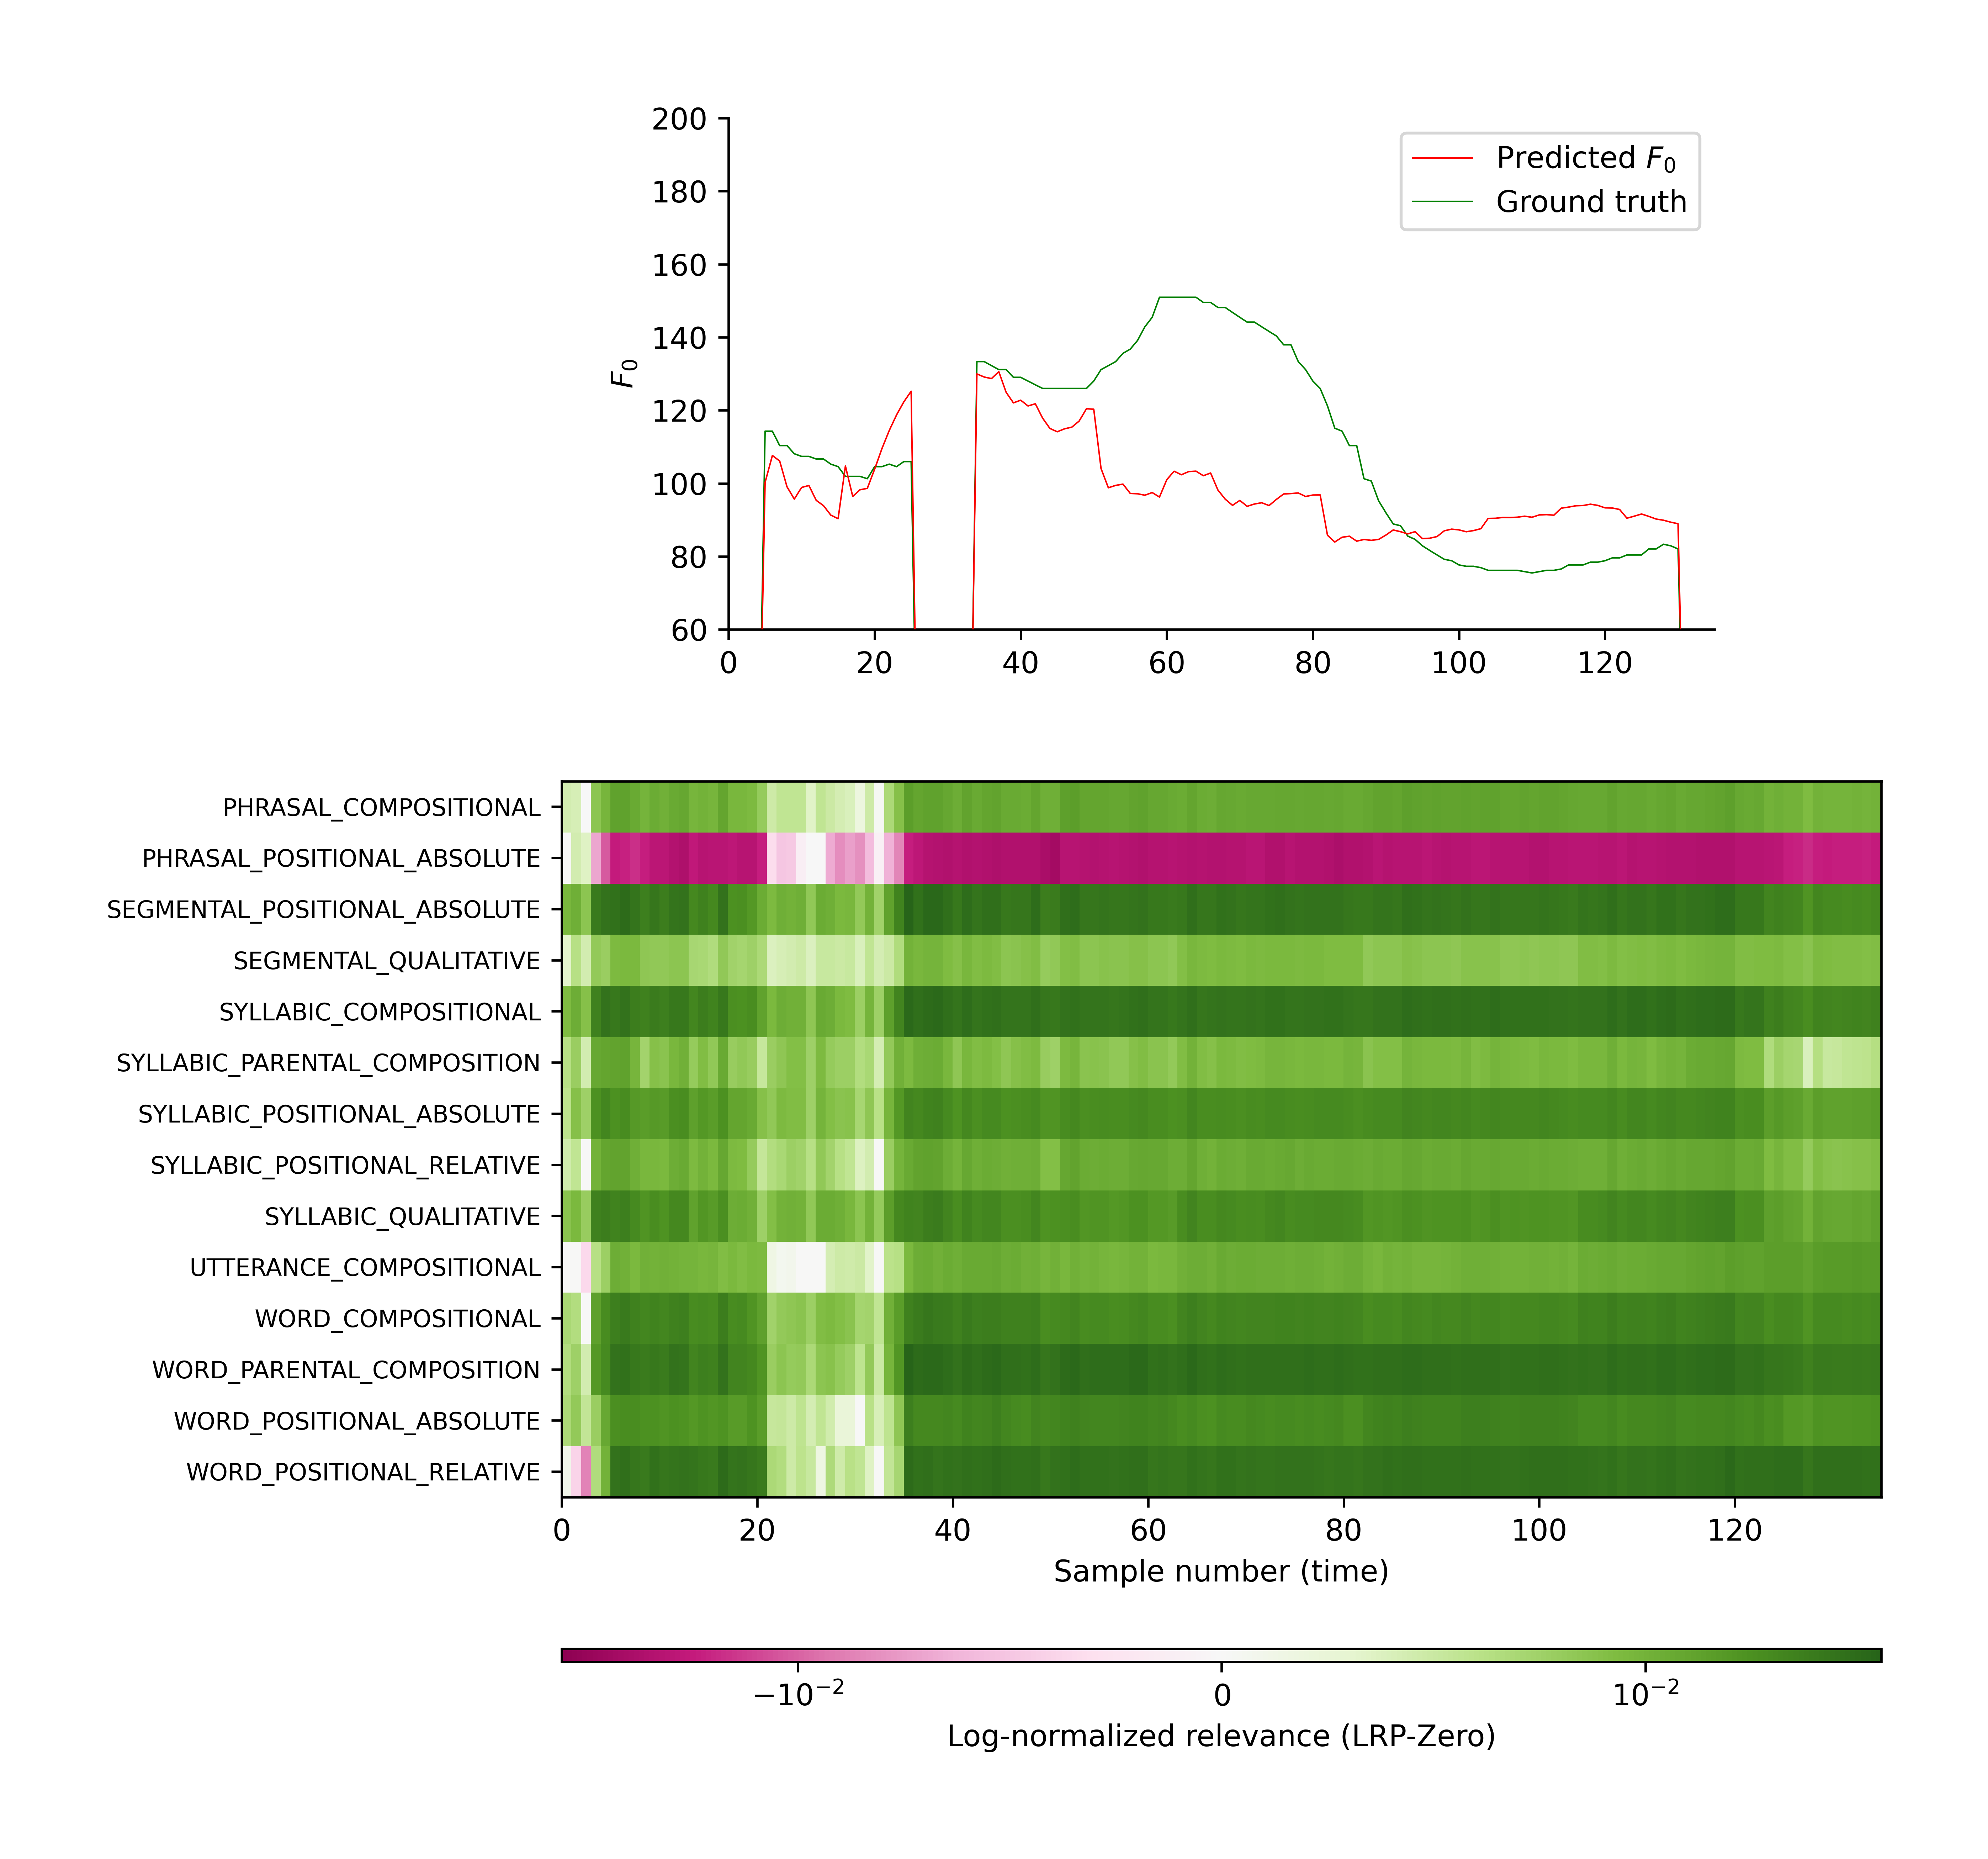 200
180
160
140
120
100
80
60
F₀
Predicted F₀
Ground truth
0 20 40 60 80 100 120
PHRASAL_COMPOSITIONAL
PHRASAL_POSITIONAL_ABSOLUTE
SEGMENTAL_POSITIONAL_ABSOLUTE
SEGMENTAL_QUALITATIVE
SYLLABIC_COMPOSITIONAL
SYLLABIC_PARENTAL_COMPOSITION
SYLLABIC_POSITIONAL_ABSOLUTE
SYLLABIC_POSITIONAL_RELATIVE
SYLLABIC_QUALITATIVE
UTTERANCE_COMPOSITIONAL
WORD_COMPOSITIONAL
WORD_PARENTAL_COMPOSITION
WORD_POSITIONAL_ABSOLUTE
WORD_POSITIONAL_RELATIVE
0 20 40 60 80 100 120
Sample number (time)
−10⁻² 0 10⁻²
Log-normalized relevance (LRP-Zero)